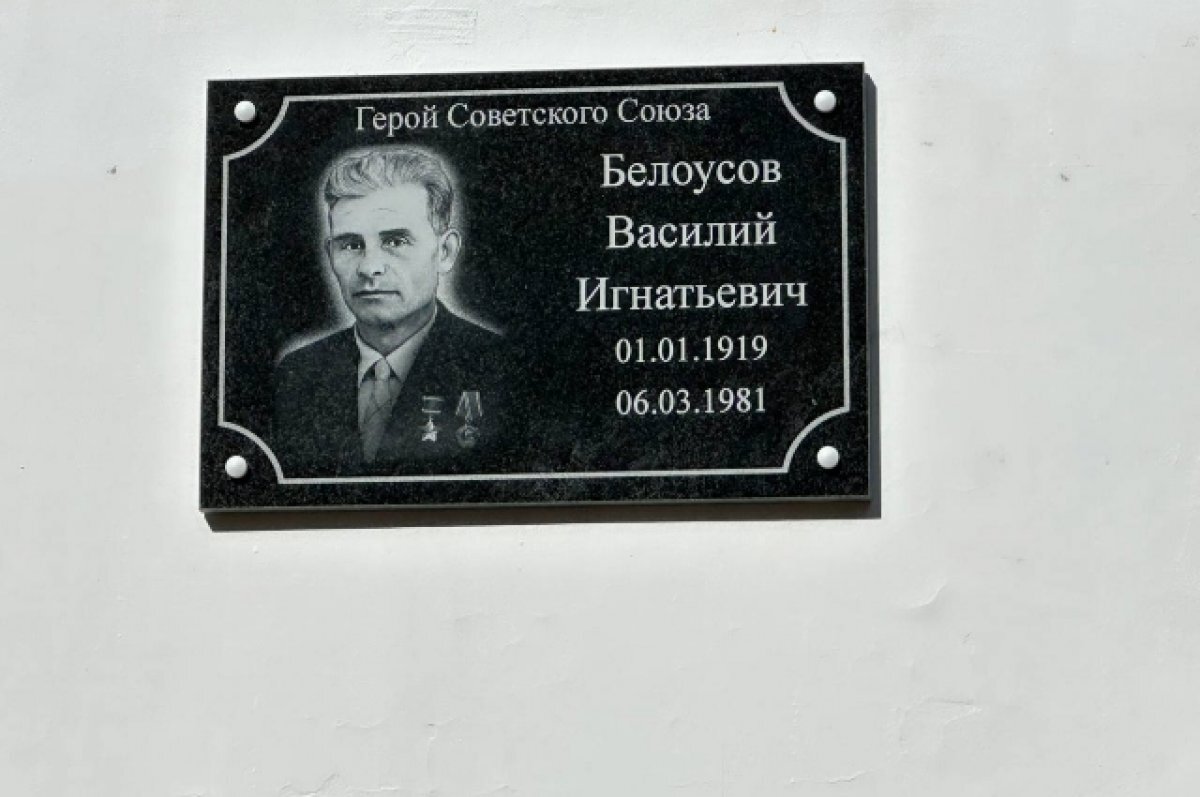 Герой Советского Союза
Белоусов
Василий
Игнатьевич
01.01.1919
06.03.1981